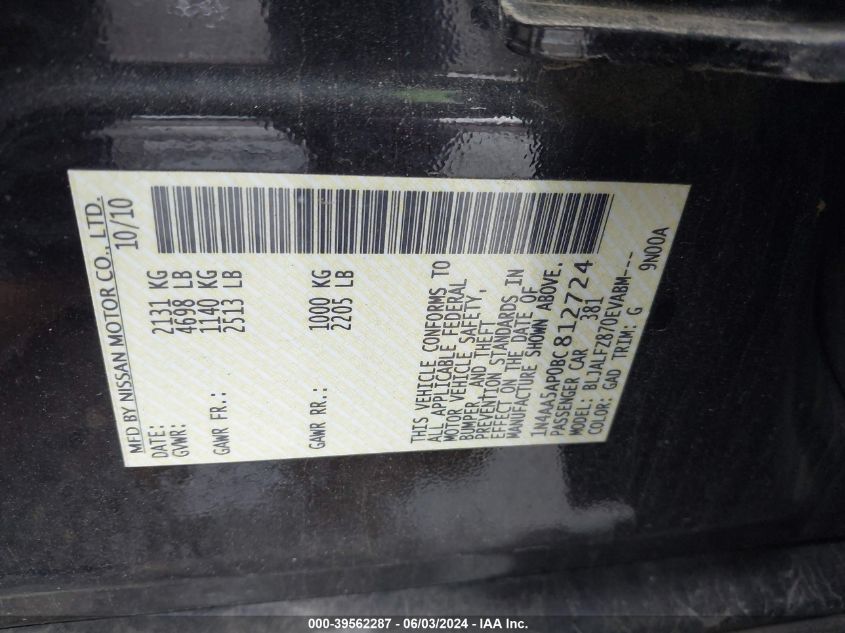 MFD BY NISSAN MOTOR CO., LTD.
DATE: 10/10
GVWR: 2131 KG
4698 LB
GAWR FR.: 1140 KG
2513 LB
GAWR RR.: 1000 KG
2205 LB
THIS VEHICLE CONFORMS TO
ALL APPLICABLE FEDERAL
MOTOR VEHICLE SAFETY,
BUMPER, AND THEFT
PREVENTION STANDARDS IN
EFFECT ON THE DATE OF
MANUFACTURE SHOWN ABOVE.
1N4AA5AP0BC812724
PASSENGER CAR 381
MODEL: BLJALFZ870EVABM---
COLOR: GAD TRIM: G 9N00A
000-39562287 - 06/03/2024 - IAA Inc.